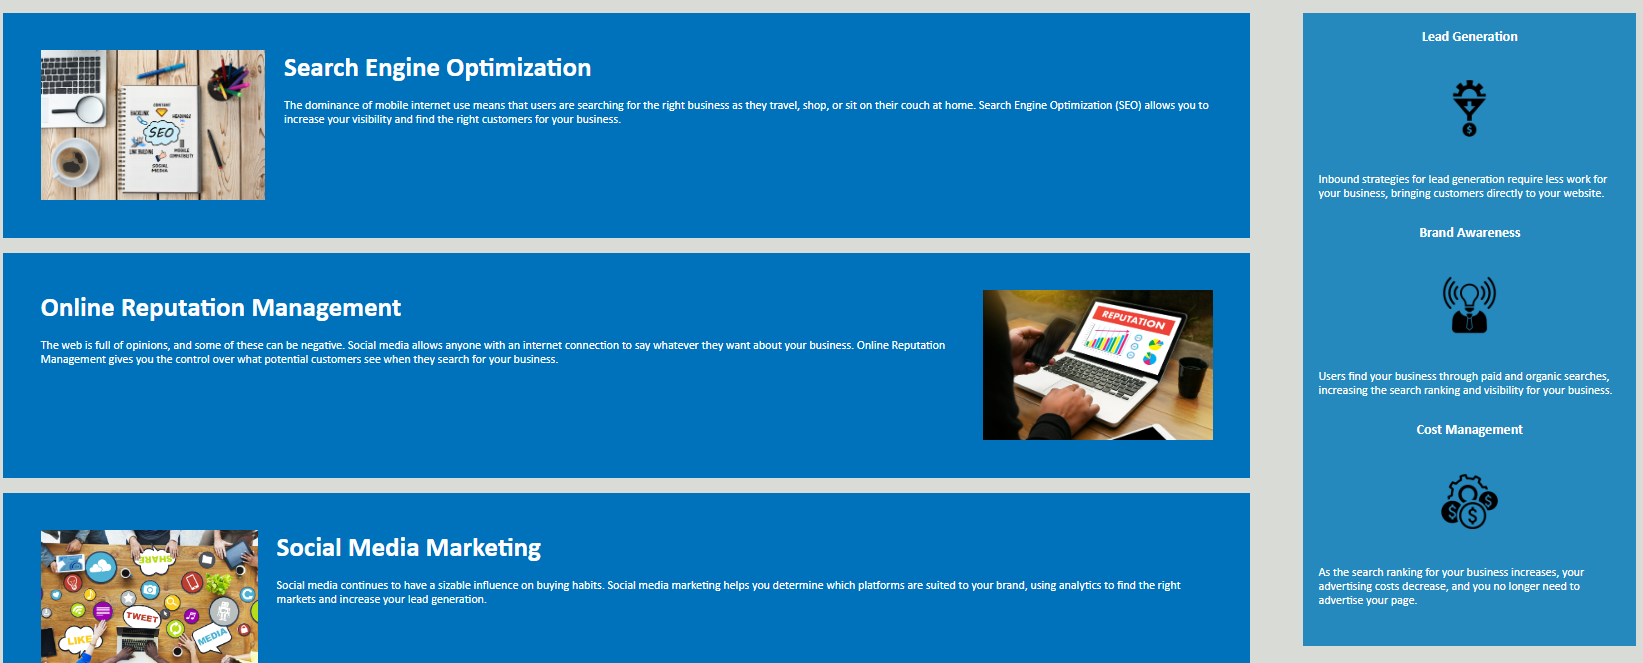 Search Engine Optimization
The dominance of mobile internet use means that users are searching for the right business as they travel, shop, or sit on their couch at home. Search Engine Optimization (SEO) allows you to
increase your visibility and find the right customers for your business.
CONTENT
BACKLINK
HEADINGS
SEO
LINK BUILDING
MOBILE
COMPATIBILITY
SOCIAL
MEDIA
Online Reputation Management
The web is full of opinions, and some of these can be negative. Social media allows anyone with an internet connection to say whatever they want about your business. Online Reputation
Management gives you the control over what potential customers see when they search for your business.
REPUTATION
Social Media Marketing
Social media continues to have a sizable influence on buying habits. Social media marketing helps you determine which platforms are suited to your brand, using analytics to find the right
markets and increase your lead generation.
SHARE
TWEET
LIKE
MEDIA
Lead Generation
$
Inbound strategies for lead generation require less work for
your business, bringing customers directly to your website.
Brand Awareness
Users find your business through paid and organic searches,
increasing the search ranking and visibility for your business.
Cost Management
$ $ $
As the search ranking for your business increases, your
advertising costs decrease, and you no longer need to
advertise your page.